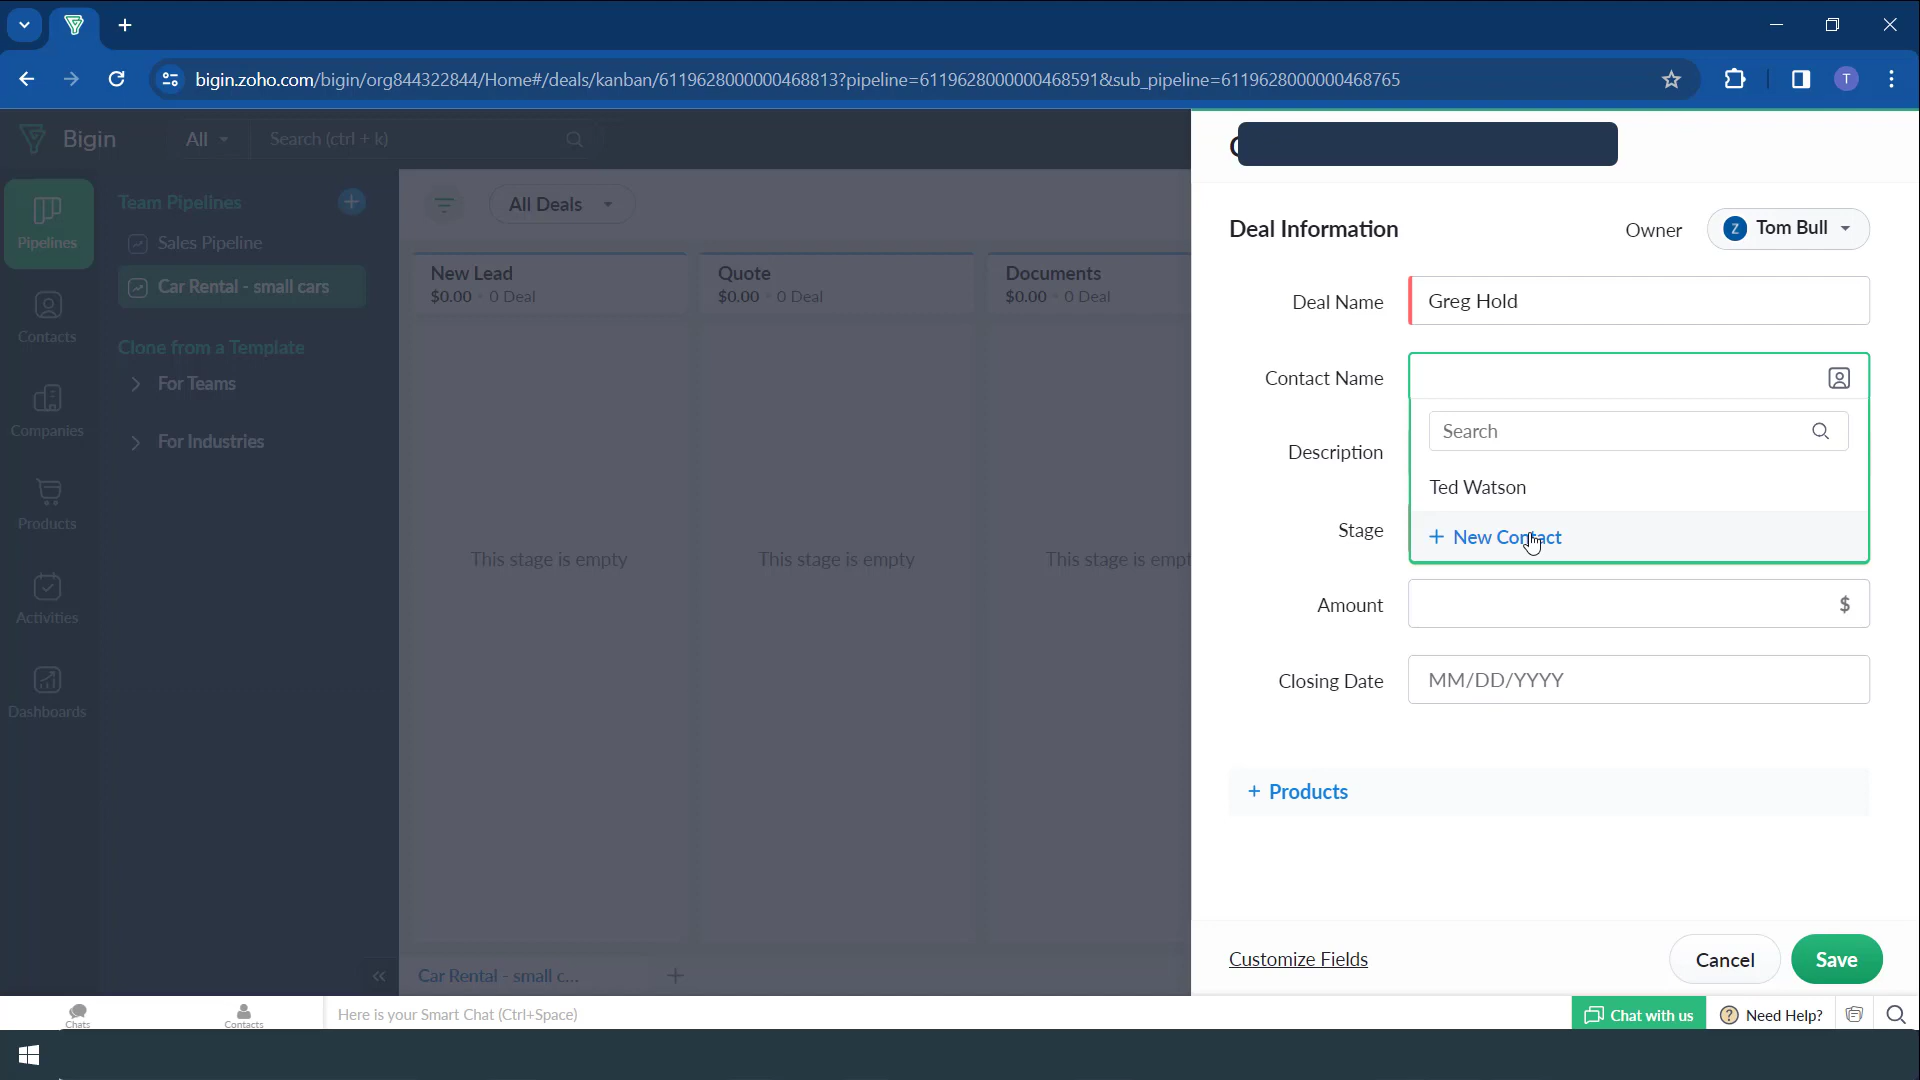 bigin.zoho.com/bigin/org844322844/Home#/deals/kanban/6119628000000468813?pipeline=6119628000000468591&sub_pipeline=6119628000000468765
T
Bigin
All
Search (ctrl + k)
Pipelines
Contacts
Companies
Products
Activities
Dashboards
Team Pipelines
Sales Pipeline
Car Rental - small cars
Clone from a Template
For Teams
For Industries
All Deals
New Lead
$0.00 • 0 Deal
Quote
$0.00 • 0 Deal
Documents
$0.00 • 0 Deal
This stage is empty
This stage is empty
This stage is empt
Car Rental - small c...
Deal Information
Owner
Z
Tom Bull
Deal Name
Greg Hold
Contact Name
Search
Ted Watson
+ New Contact
Description
Stage
Amount
$
Closing Date
MM/DD/YYYY
+ Products
Customize Fields
Cancel
Save
Chats
Contacts
Here is your Smart Chat (Ctrl+Space)
Chat with us
? Need Help?